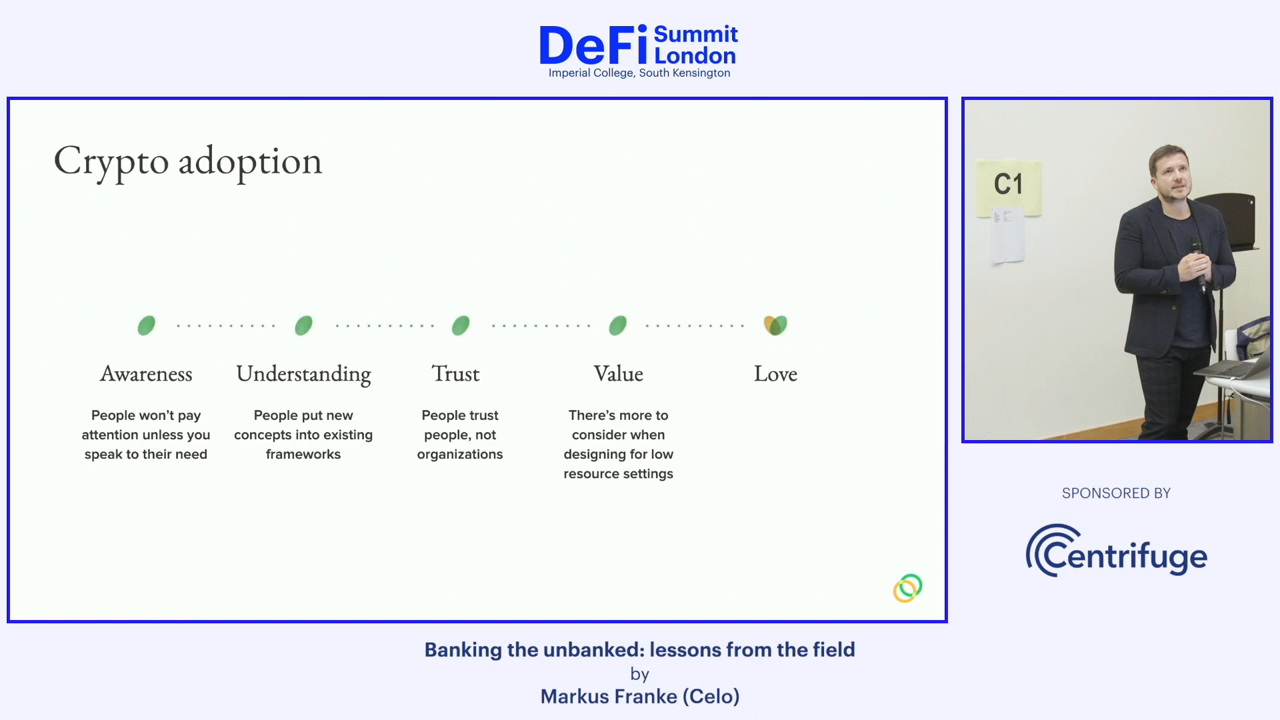 DeFi Summit
London
Imperial College, South Kensington
Crypto adoption
Awareness
People won't pay
attention unless you
speak to their need
Understanding
People put new
concepts into existing
frameworks
Trust
People trust
people, not
organizations
Value
There's more to
consider when
designing for low
resource settings
Love
C1
SPONSORED BY
Centrifuge
Banking the unbanked: lessons from the field
by
Markus Franke (Celo)